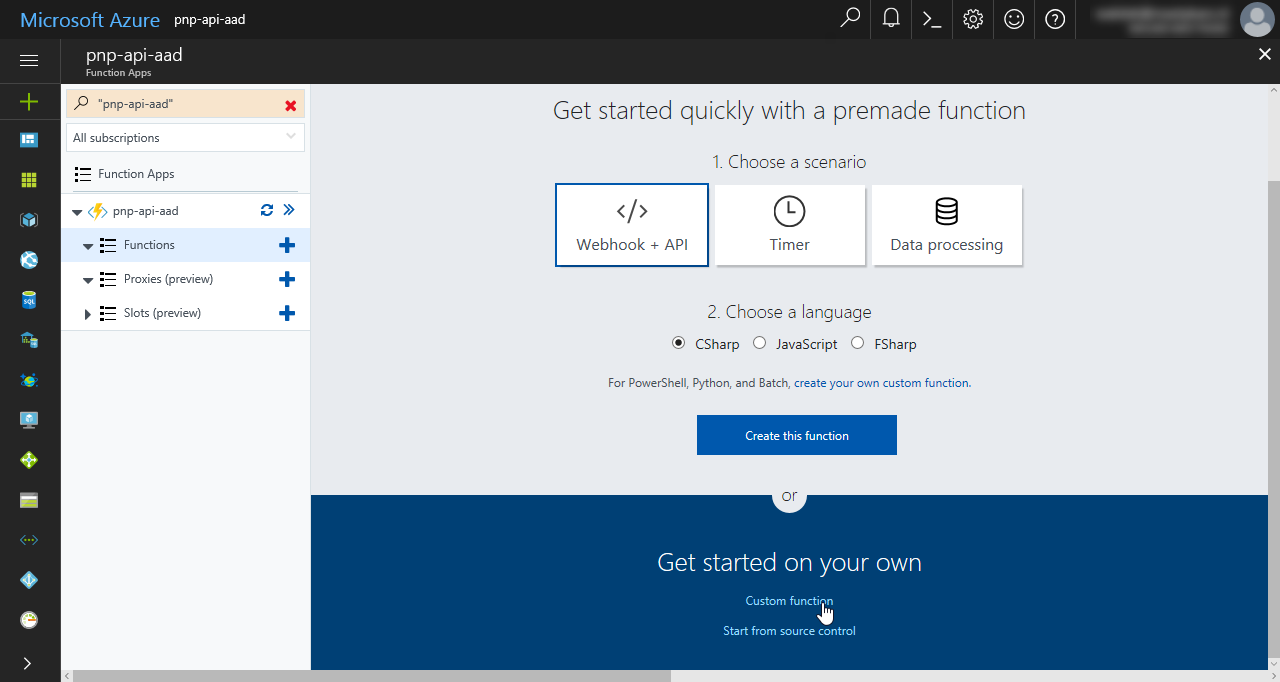 Microsoft Azure pnp-api-aad
pnp-api-aad
Function Apps
"pnp-api-aad"
All subscriptions
Function Apps
pnp-api-aad
Functions
Proxies (preview)
Slots (preview)
Get started quickly with a premade function
1. Choose a scenario
Webhook + API
Timer
Data processing
2. Choose a language
CSharp JavaScript FSharp
For PowerShell, Python, and Batch, create your own custom function.
Create this function
or
Get started on your own
Custom function
Start from source control
SQL